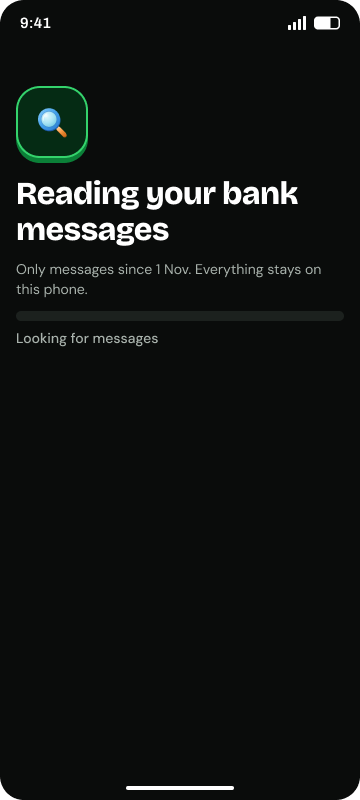 9:41
Reading your bank
messages
Only messages since 1 Nov. Everything stays on
this phone.
Looking for messages